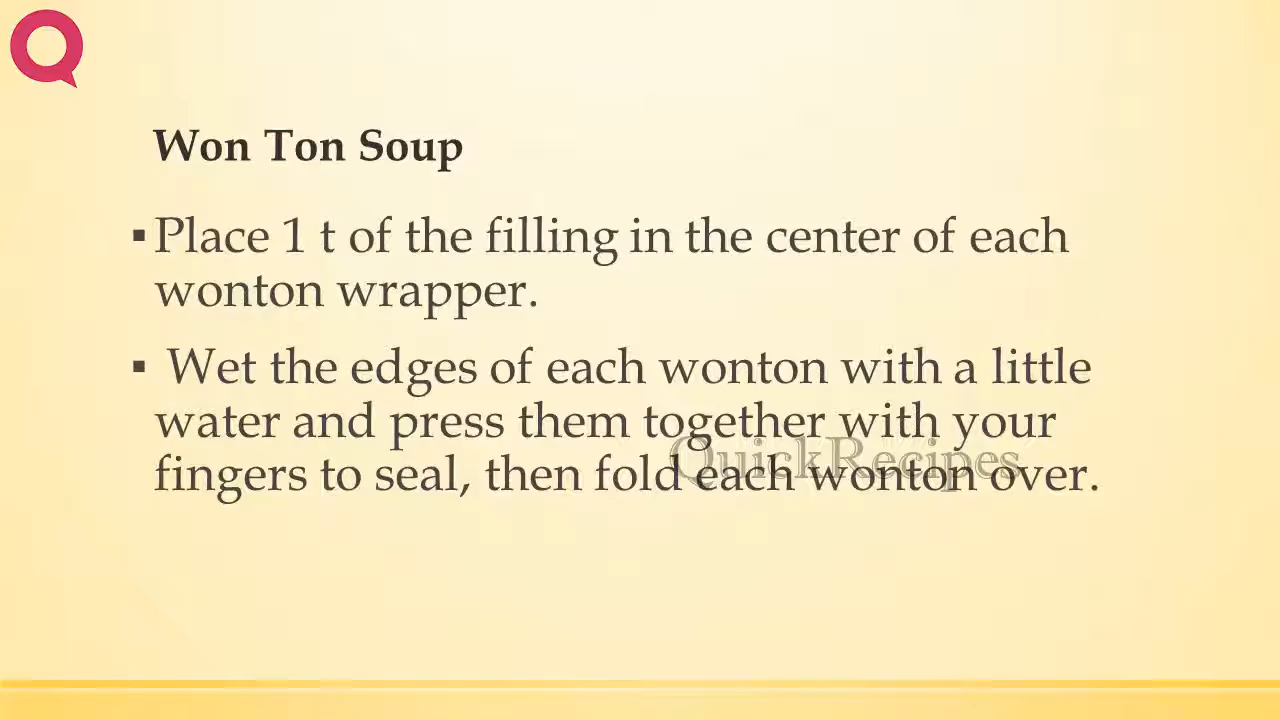 Won Ton Soup
▪Place 1 t of the filling in the center of each
wonton wrapper.
▪ Wet the edges of each wonton with a little
water and press them together with your
QuickRecipes
fingers to seal, then fold each wonton over.